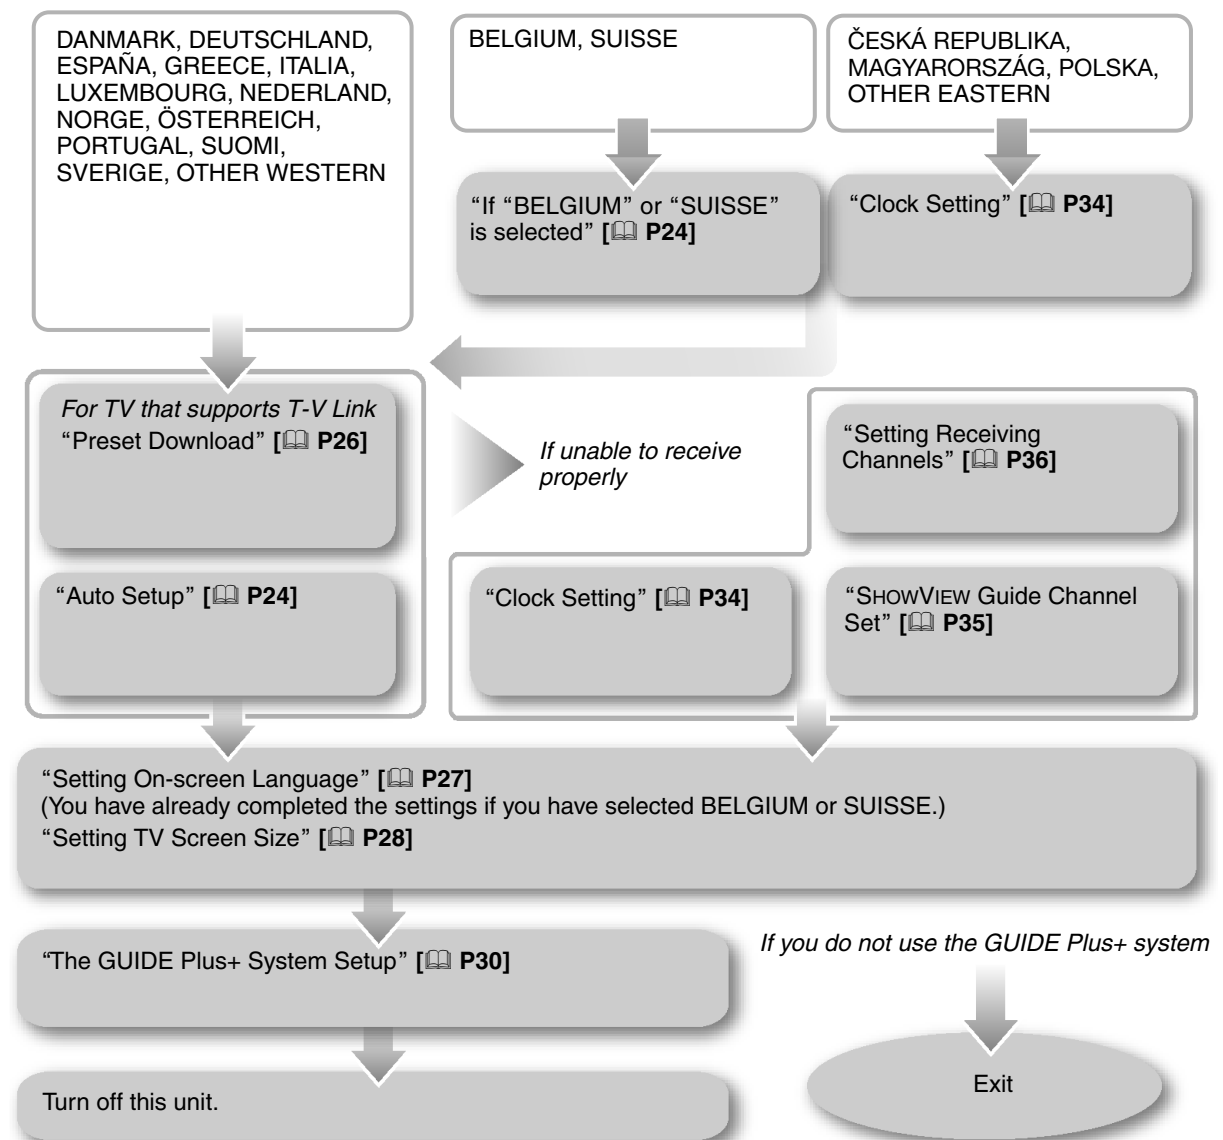 DANMARK, DEUTSCHLAND,
ESPAÑA, GREECE, ITALIA,
LUXEMBOURG, NEDERLAND,
NORGE, ÖSTERREICH,
PORTUGAL, SUOMI,
SVERIGE, OTHER WESTERN
BELGIUM, SUISSE
ČESKÁ REPUBLIKA,
MAGYARORSZÁG, POLSKA,
OTHER EASTERN
“If “BELGIUM” or “SUISSE”
is selected” [📖 P24]
“Clock Setting” [📖 P34]
For TV that supports T-V Link
“Preset Download” [📖 P26]
“Auto Setup” [📖 P24]
If unable to receive
properly
“Setting Receiving
Channels” [📖 P36]
“Clock Setting” [📖 P34]
“SHOWVIEW Guide Channel
Set” [📖 P35]
“Setting On-screen Language” [📖 P27]
(You have already completed the settings if you have selected BELGIUM or SUISSE.)
“Setting TV Screen Size” [📖 P28]
“The GUIDE Plus+ System Setup” [📖 P30]
If you do not use the GUIDE Plus+ system
Turn off this unit.
Exit